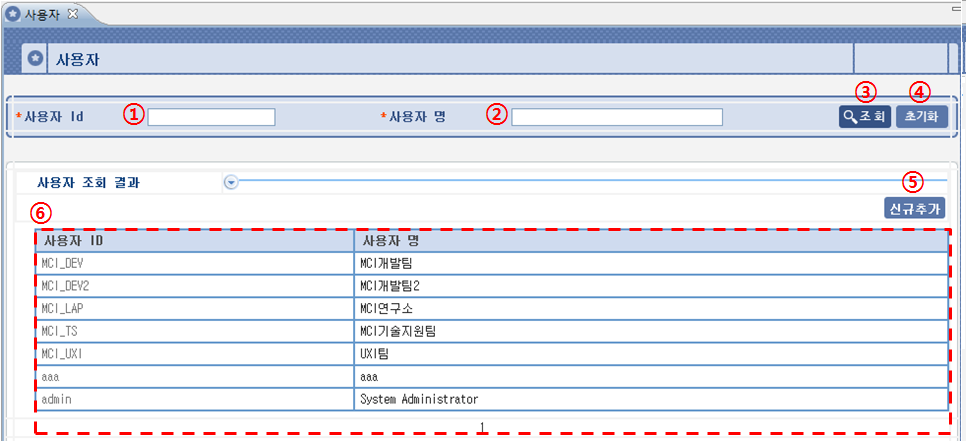 사용자
사용자
*사용자 Id ① *사용자 명 ② ③ 조회 ④ 초기화
사용자 조회 결과
⑤
신규추가
⑥
사용자 ID 사용자 명
MCI_DEV MCI개발팀
MCI_DEV2 MCI개발팀2
MCI_LAP MCI연구소
MCI_TS MCI기술지원팀
MCI_UXI UXI팀
aaa aaa
admin System Administrator
1